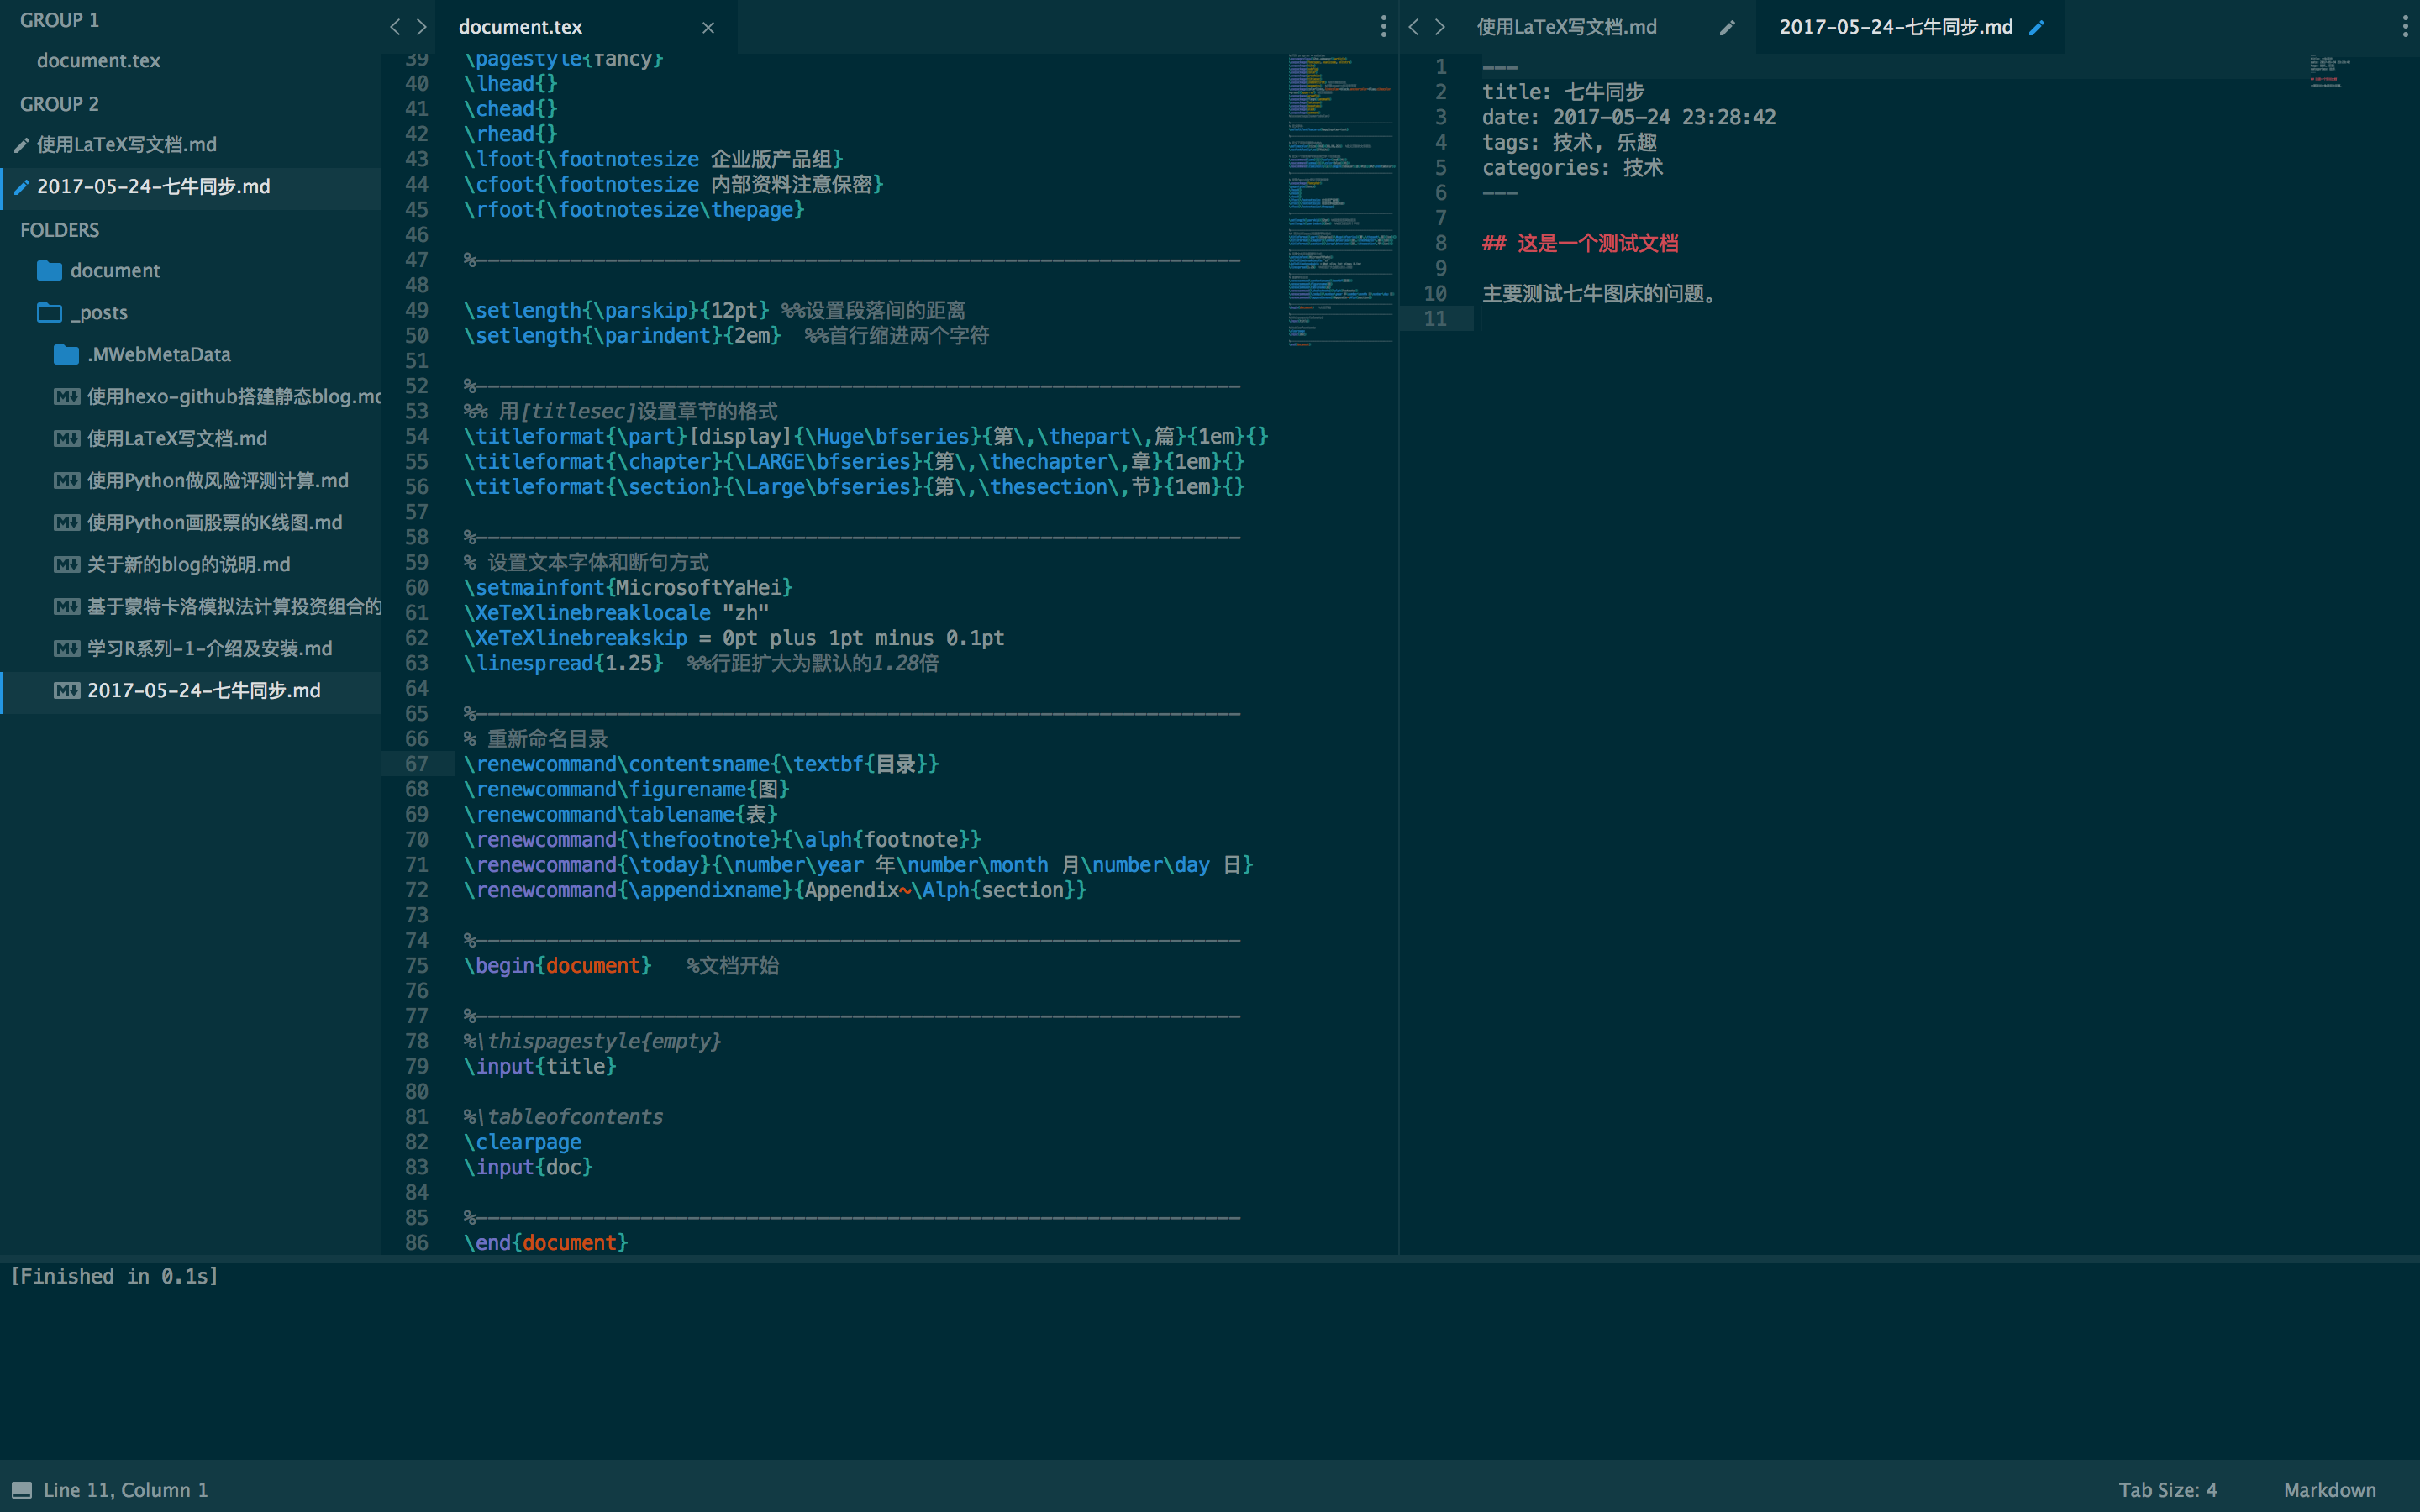 GROUP 1
document.tex
GROUP 2
使用LaTeX写文档.md
2017-05-24-七牛同步.md
FOLDERS
document
_posts
.MWebMetaData
使用hexo-github搭建静态blog.md
使用LaTeX写文档.md
使用Python做风险评测计算.md
使用Python画股票的K线图.md
关于新的blog的说明.md
基于蒙特卡洛模拟法计算投资组合的
学习R系列-1-介绍及安装.md
2017-05-24-七牛同步.md
document.tex
39 \pagestyle{fancy}
40 \lhead{}
41 \chead{}
42 \rhead{}
43 \lfoot{\footnotesize 企业版产品组}
44 \cfoot{\footnotesize 内部资料注意保密}
45 \rfoot{\footnotesize\thepage}
46
47 %-----------------------------------------------------------------
48
49 \setlength{\parskip}{12pt} %%设置段落间的距离
50 \setlength{\parindent}{2em}  %%首行缩进两个字符
51
52 %-----------------------------------------------------------------
53 %% 用[titlesec]设置章节的格式
54 \titleformat{\part}[display]{\Huge\bfseries}{第\,\thepart\,篇}{1em}{}
55 \titleformat{\chapter}{\LARGE\bfseries}{第\,\thechapter\,章}{1em}{}
56 \titleformat{\section}{\Large\bfseries}{第\,\thesection\,节}{1em}{}
57
58 %-----------------------------------------------------------------
59 % 设置文本字体和断句方式
60 \setmainfont{MicrosoftYaHei}
61 \XeTeXlinebreaklocale "zh"
62 \XeTeXlinebreakskip = 0pt plus 1pt minus 0.1pt
63 \linespread{1.25}  %%行距扩大为默认的1.28倍
64
65 %-----------------------------------------------------------------
66 % 重新命名目录
67 \renewcommand\contentsname{\textbf{目录}}
68 \renewcommand\figurename{图}
69 \renewcommand\tablename{表}
70 \renewcommand{\thefootnote}{\alph{footnote}}
71 \renewcommand{\today}{\number\year 年\number\month 月\number\day 日}
72 \renewcommand{\appendixname}{Appendix~\Alph{section}}
73
74 %-----------------------------------------------------------------
75 \begin{document}   %文档开始
76
77 %-----------------------------------------------------------------
78 %\thispagestyle{empty}
79 \input{title}
80
81 %\tableofcontents
82 \clearpage
83 \input{doc}
84
85 %-----------------------------------------------------------------
86 \end{document}
使用LaTeX写文档.md
2017-05-24-七牛同步.md
1 ---
2 title: 七牛同步
3 date: 2017-05-24 23:28:42
4 tags: 技术, 乐趣
5 categories: 技术
6 ---
7
8 ## 这是一个测试文档
9
10 主要测试七牛图床的问题。
11
[Finished in 0.1s]
Line 11, Column 1
Tab Size: 4
Markdown